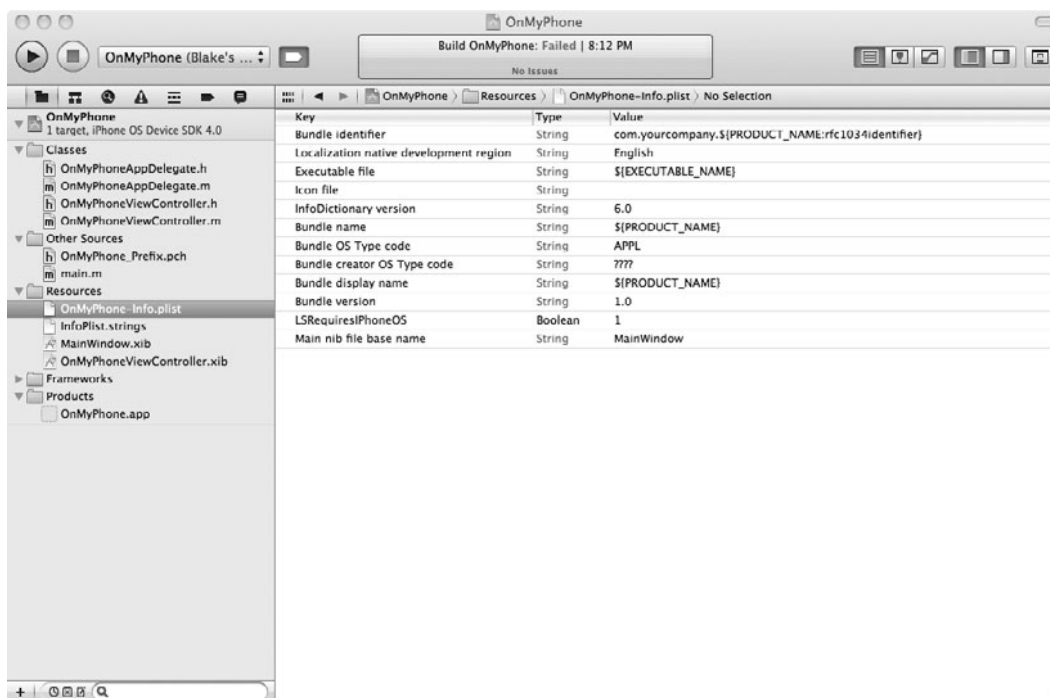 OnMyPhone
OnMyPhone (Blake's ...
Build OnMyPhone: Failed | 8:12 PM
No Issues
OnMyPhone
1 target, iPhone OS Device SDK 4.0
Classes
OnMyPhoneAppDelegate.h
OnMyPhoneAppDelegate.m
OnMyPhoneViewController.h
OnMyPhoneViewController.m
Other Sources
OnMyPhone_Prefix.pch
main.m
Resources
OnMyPhone-Info.plist
InfoPlist.strings
MainWindow.xib
OnMyPhoneViewController.xib
Frameworks
Products
OnMyPhone.app
OnMyPhone Resources OnMyPhone-Info.plist No Selection
Key Type Value
Bundle identifier String com.yourcompany.${PRODUCT_NAME:rfc1034identifier}
Localization native development region String English
Executable file String ${EXECUTABLE_NAME}
Icon file String
InfoDictionary version String 6.0
Bundle name String ${PRODUCT_NAME}
Bundle OS Type code String APPL
Bundle creator OS Type code String ????
Bundle display name String ${PRODUCT_NAME}
Bundle version String 1.0
LSRequiresIPhoneOS Boolean 1
Main nib file base name String MainWindow